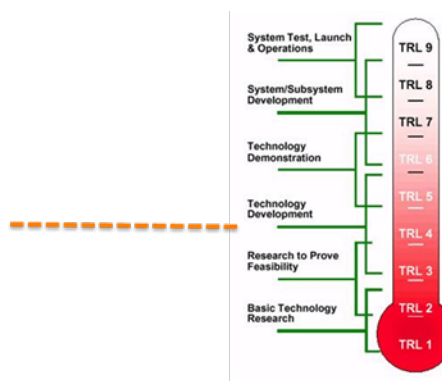 System Test, Launch
& Operations
System/Subsystem
Development
Technology
Demonstration
Technology
Development
Research to Prove
Feasibility
Basic Technology
Research
TRL 9
TRL 8
TRL 7
TRL 6
TRL 5
TRL 4
TRL 3
TRL 2
TRL 1